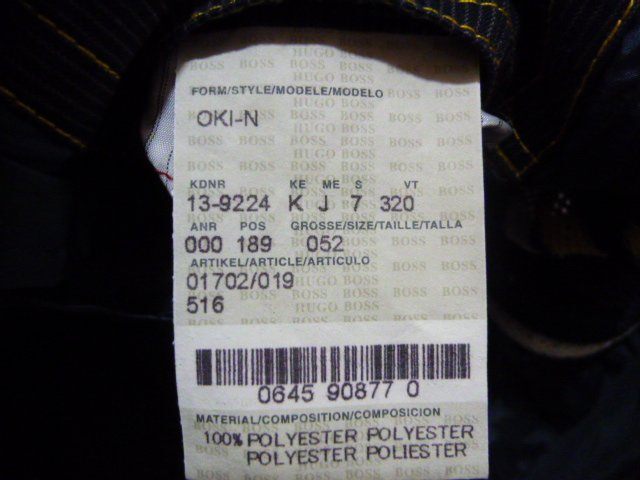 FORM/STYLE/MODELE/MODELO
OKI-N
KDNR KE ME S VT
13-9224 K J 7 320
ANR POS GROSSE/SIZE/TAILLE/TALLA
000 189 052
ARTIKEL/ARTICLE/ARTICULO
01702/019
516
0645 90877 0
MATERIAL/COMPOSITION/COMPOSICION
100% POLYESTER POLYESTER
POLYESTER POLIESTER